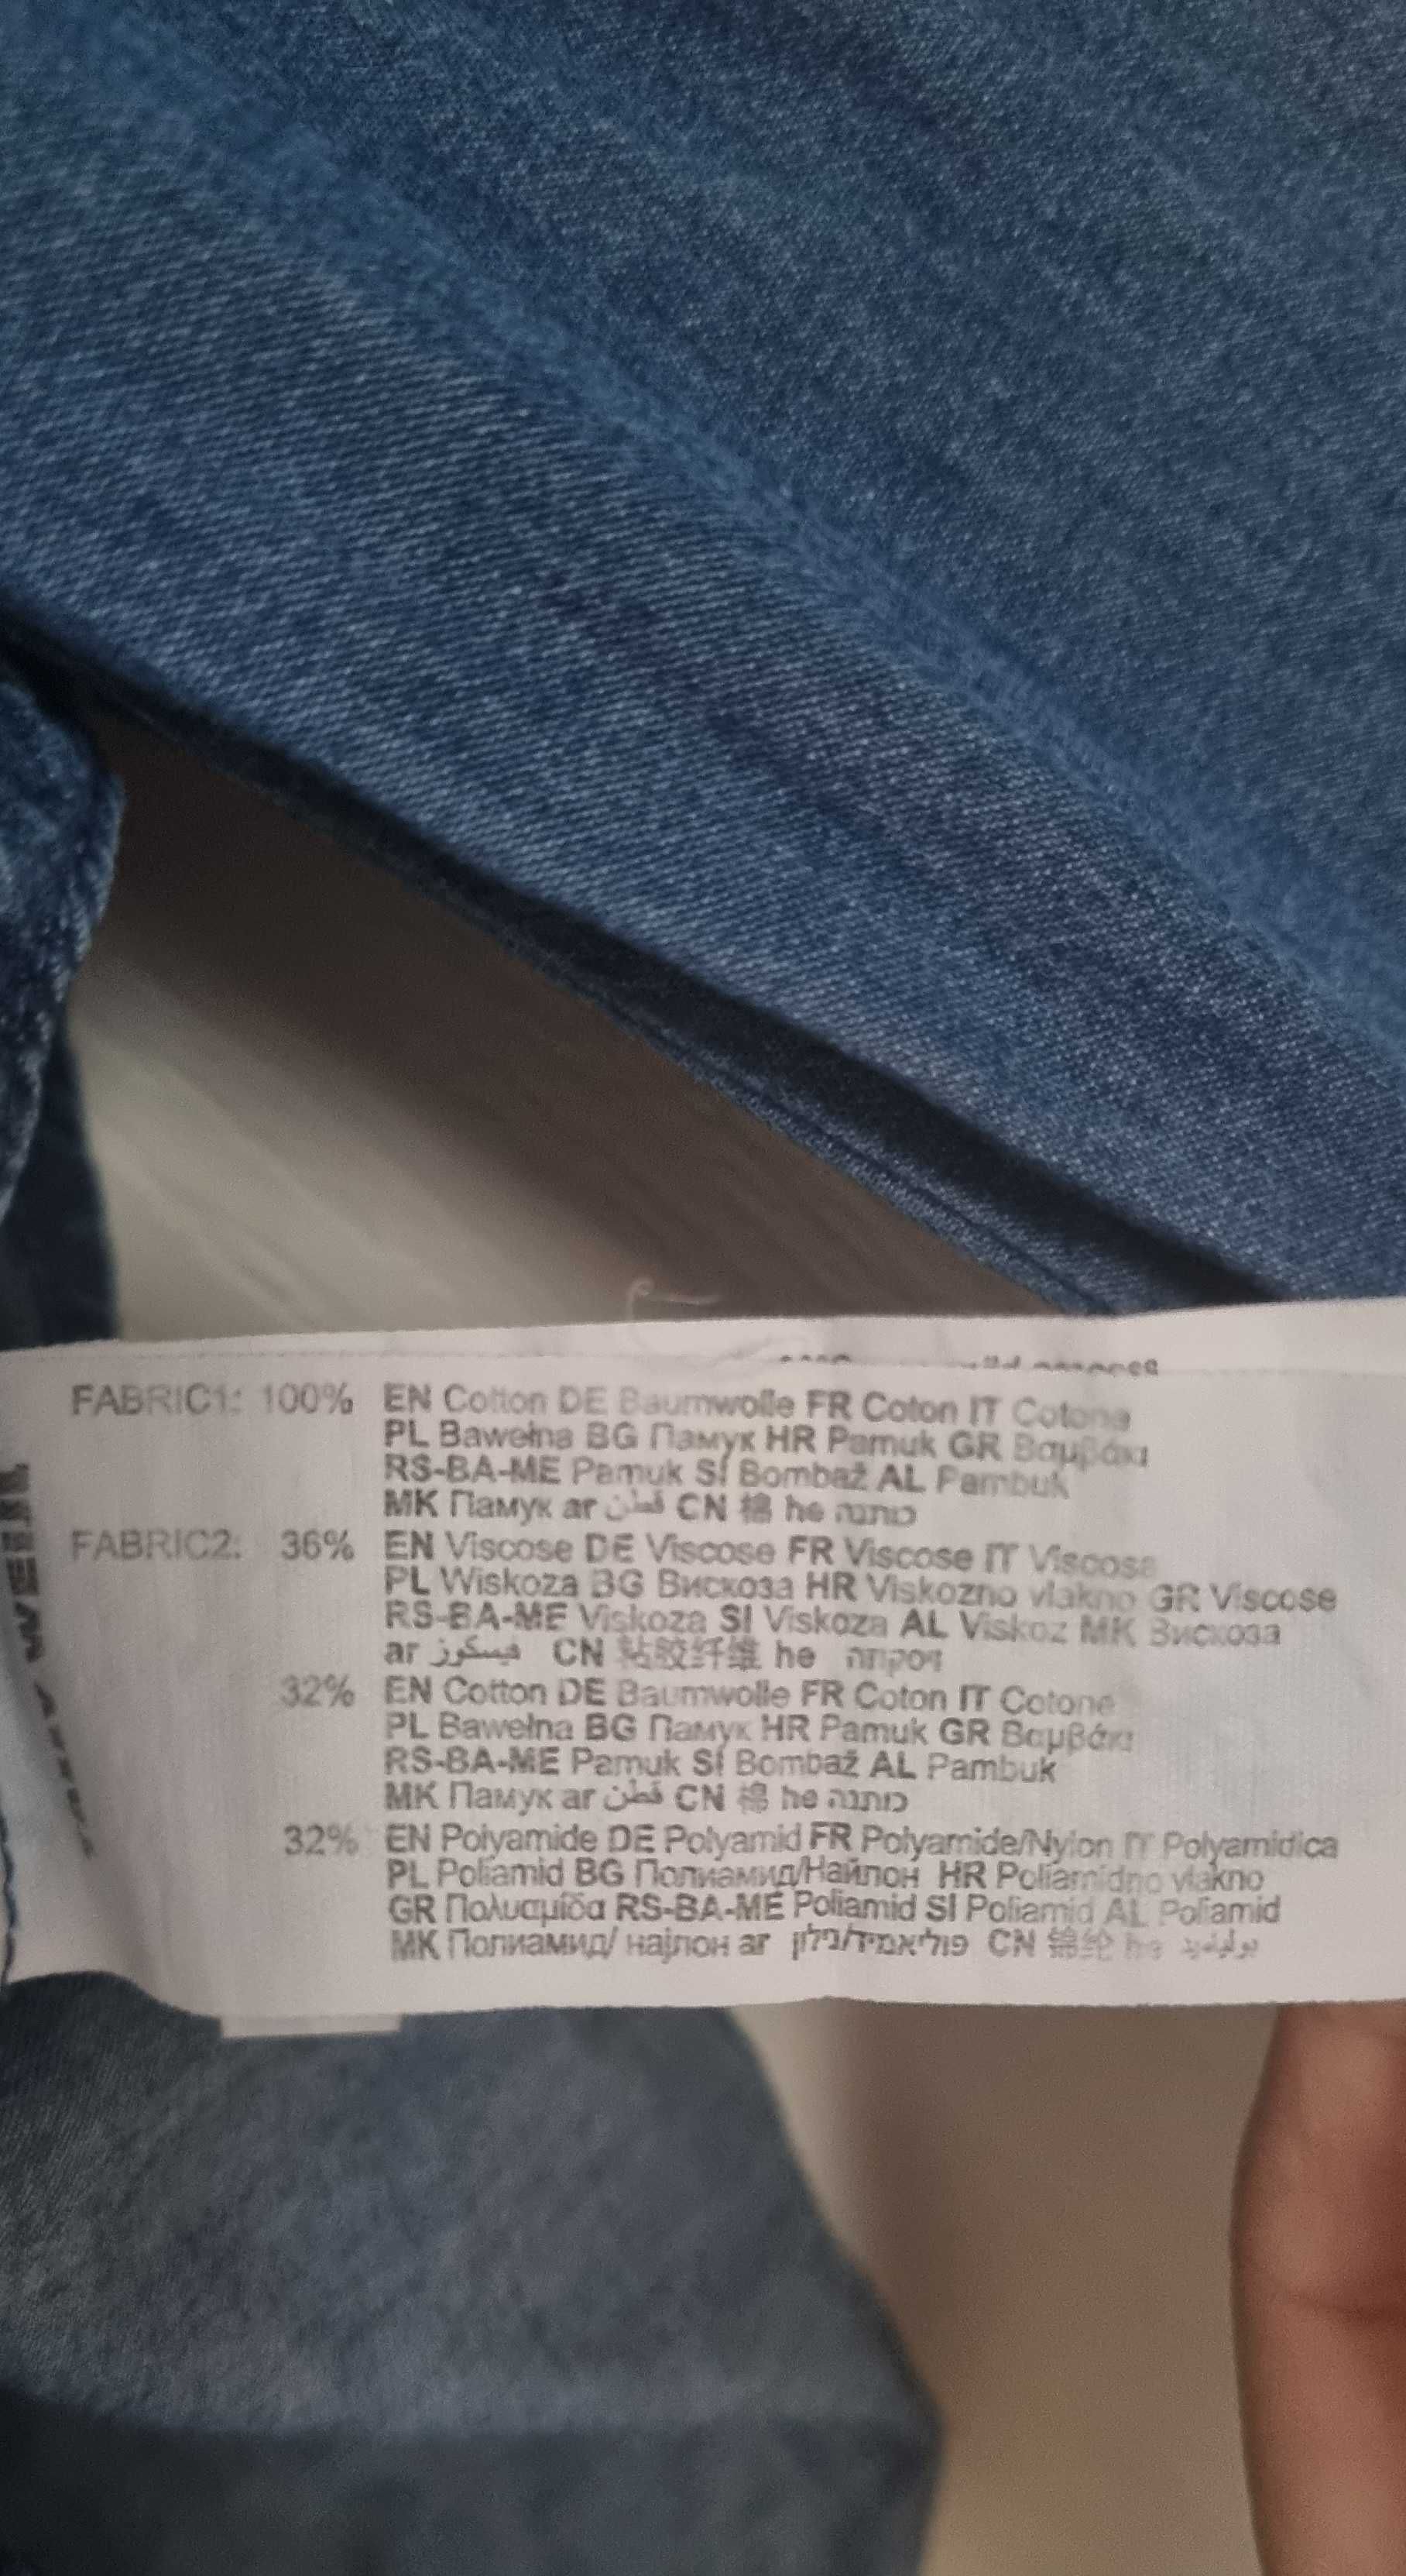 FABRIC1: 100% EN Cotton DE Baumwolle FR Coton IT Cotone
PL Bawełna BG Памук HR Pamuk GR Βαμβάκι
RS-BA-ME Pamuk SI Bombaž AL Pambuk
MK Памук ar قطن CN 棉 he כותנה
FABRIC2: 36% EN Viscose DE Viscose FR Viscose IT Viscosa
PL Wiskoza BG Вискоза HR Viskozno vlakno GR Viscose
RS-BA-ME Viskoza SI Viskoza AL Viskoz MK Вискоза
ar فيسكوز CN 粘胶纤维 he ויסקוזה
32% EN Cotton DE Baumwolle FR Coton IT Cotone
PL Bawełna BG Памук HR Pamuk GR Βαμβάκι
RS-BA-ME Pamuk SI Bombaž AL Pambuk
MK Памук ar قطن CN 棉 he כותנה
32% EN Polyamide DE Polyamid FR Polyamide/Nylon IT Polyamidica
PL Poliamid BG Полиамид/Найлон HR Poliamidno vlakno
GR Πολυαμίδα RS-BA-ME Poliamid SI Poliamid AL Poliamid
MK Полиамид/ најлон ar פוליאמיד/ניילון CN 锦纶 he بولياميد